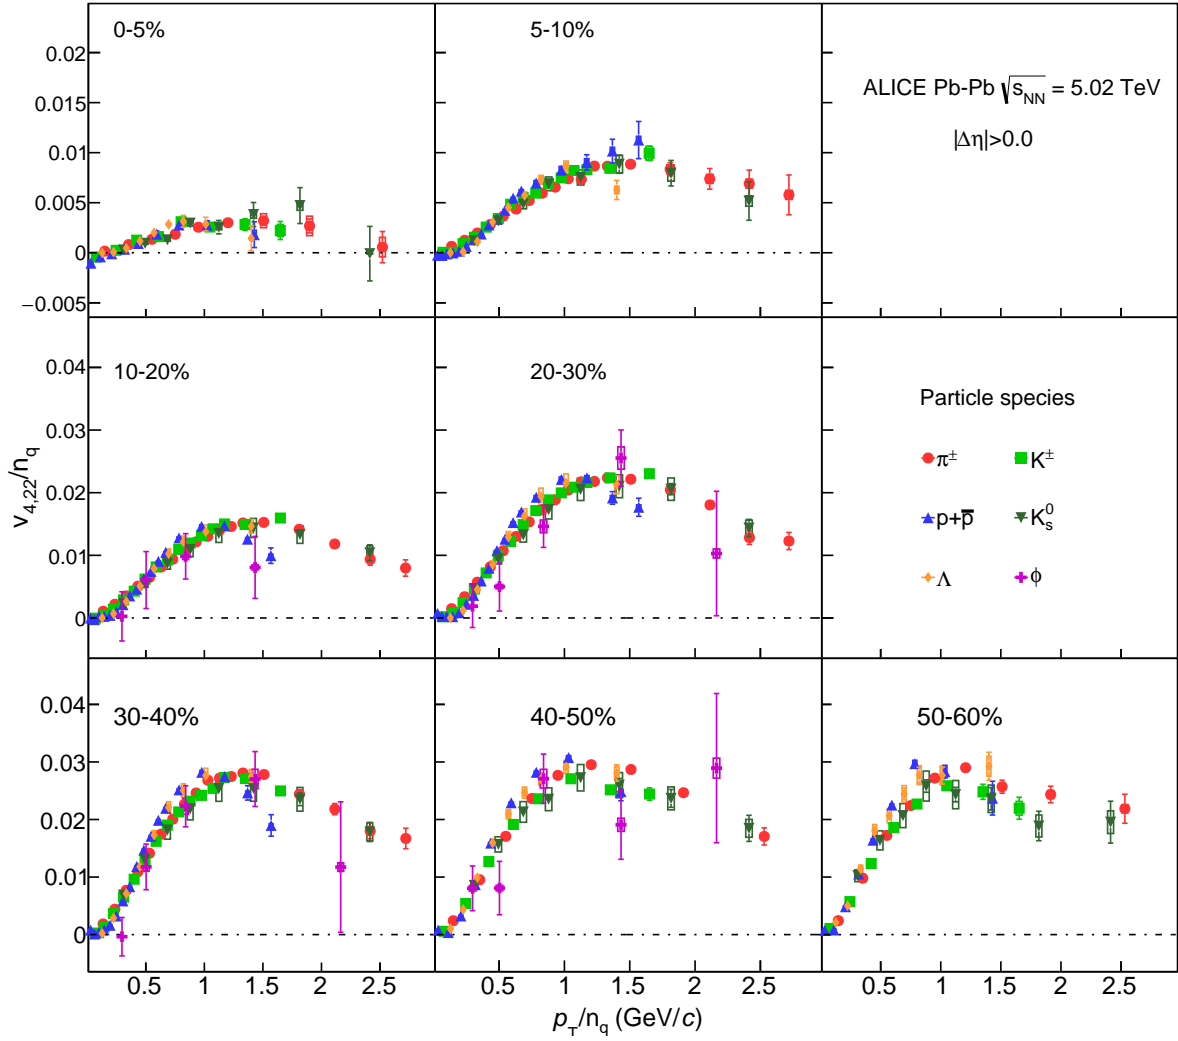 0-5%
5-10%
ALICE Pb-Pb √s_NN = 5.02 TeV
|Δη|>0.0
0.02
0.015
0.01
0.005
0
−0.005
10-20%
20-30%
Particle species
π± K±
p+p̅ K⁰ₛ
Λ ϕ
0.04
0.03
0.02
0.01
0
v_{4,22}/n_q
30-40%
40-50%
50-60%
0.04
0.03
0.02
0.01
0
0.5 1 1.5 2 2.5
0.5 1 1.5 2 2.5
0.5 1 1.5 2 2.5
p_T/n_q (GeV/c)